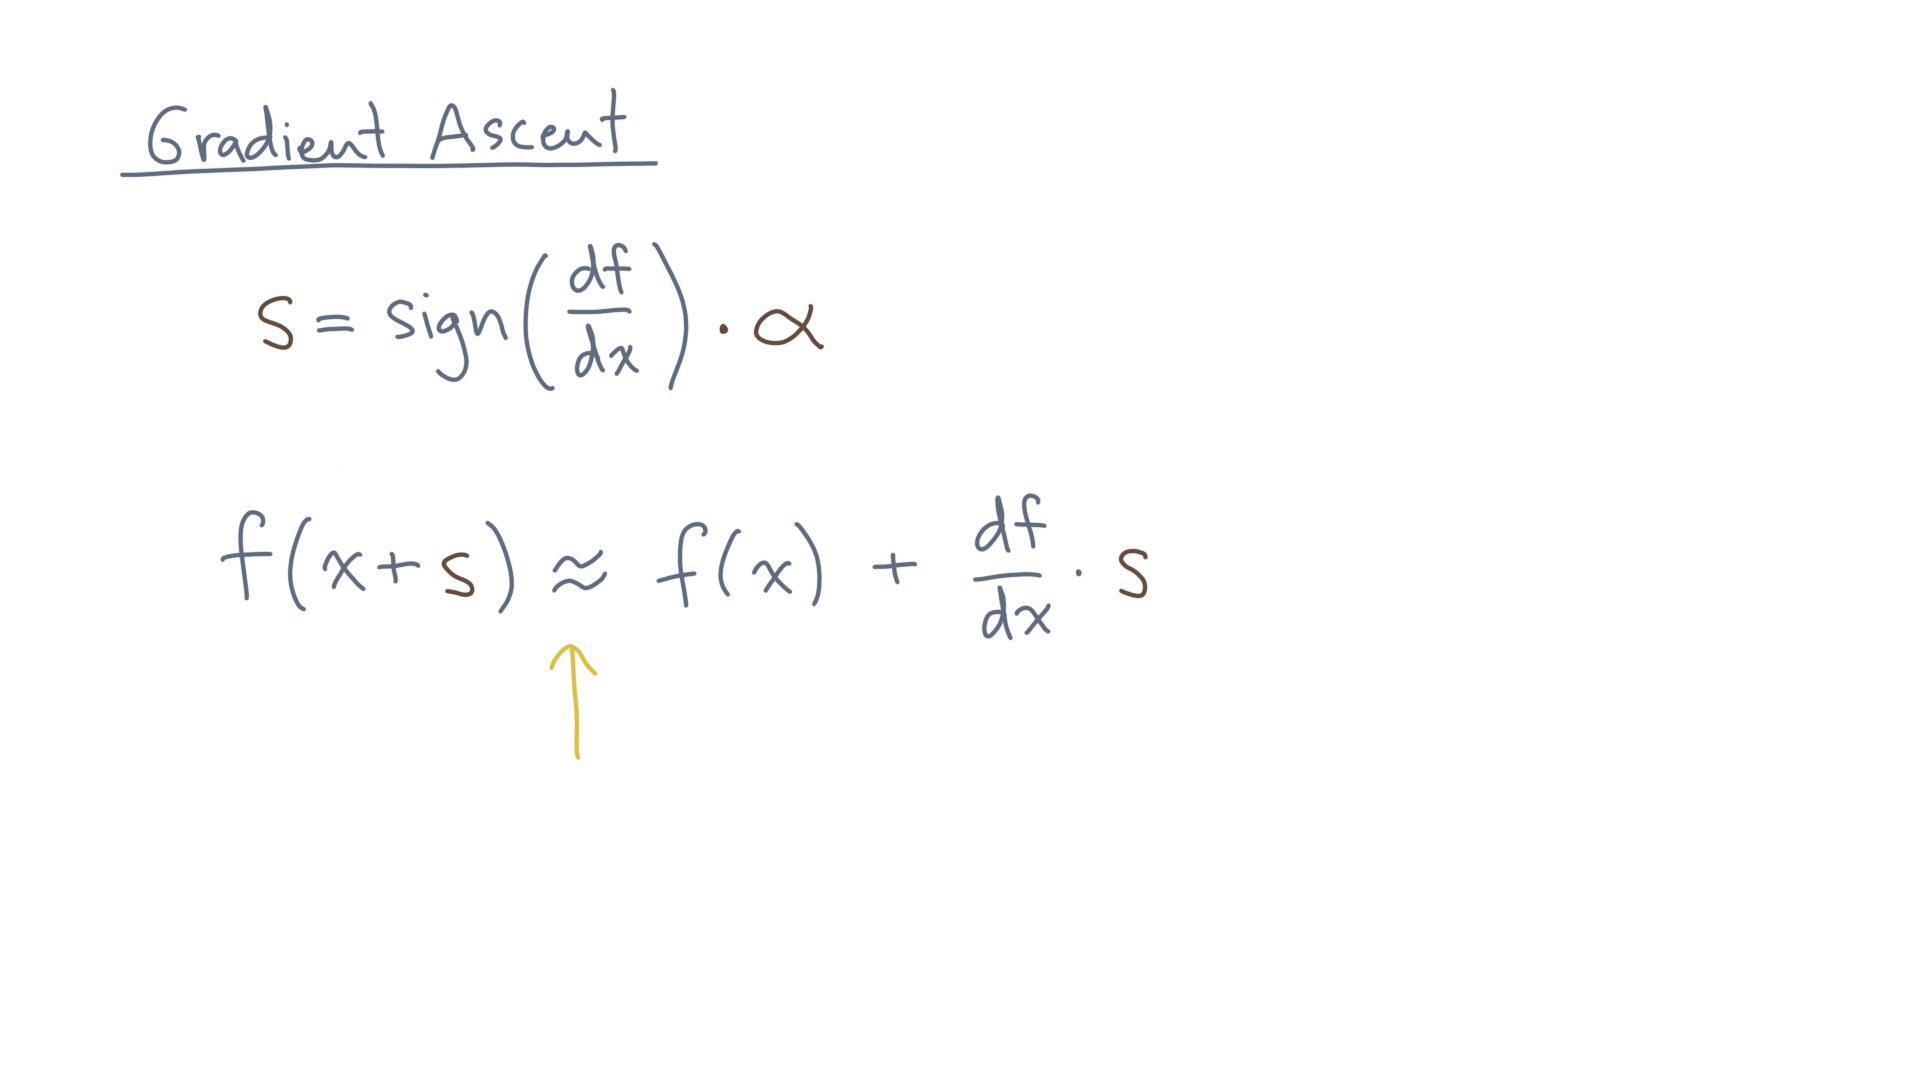 Gradient Ascent
s = sign(df/dx) · α
f(x+s) ≈ f(x) + df/dx · s